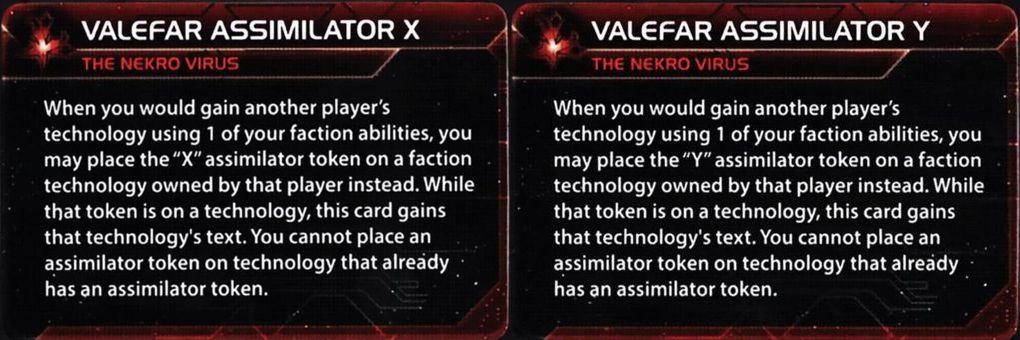 VALEFAR ASSIMILATOR X
THE NEKRO VIRUS
When you would gain another player's
technology using 1 of your faction abilities, you
may place the "X" assimilator token on a faction
technology owned by that player instead. While
that token is on a technology, this card gains
that technology's text. You cannot place an
assimilator token on technology that already
has an assimilator token.
VALEFAR ASSIMILATOR Y
THE NEKRO VIRUS
When you would gain another player's
technology using 1 of your faction abilities, you
may place the "Y" assimilator token on a faction
technology owned by that player instead. While
that token is on a technology, this card gains
that technology's text. You cannot place an
assimilator token on technology that already
has an assimilator token.